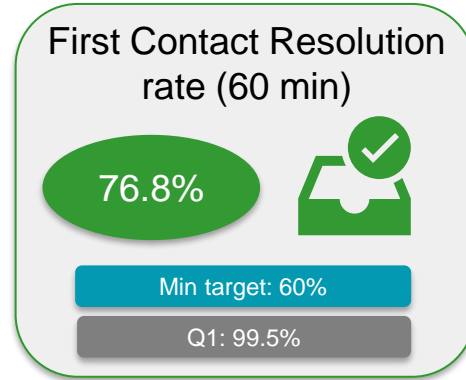 First Contact Resolution
rate (60 min)
76.8%
Min target: 60%
Q1: 99.5%